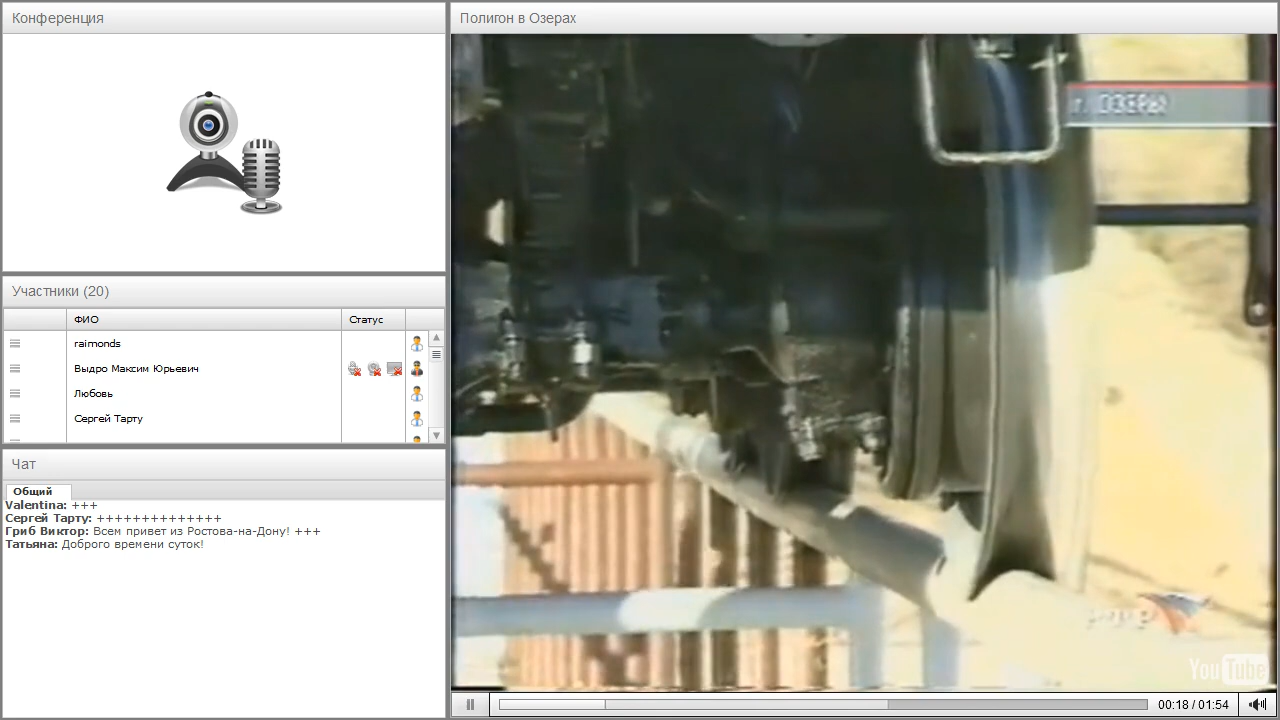 Конференция
Полигон в Озерах
г. ОЗЕРЫ
Участники (20)
ФИО Статус
raimonds
Выдро Максим Юрьевич
Любовь
Сергей Тарту
Чат
Общий
Valentina: +++
Сергей Тарту: ++++++++++++++
Гриб Виктор: Всем привет из Ростова-на-Дону! +++
Татьяна: Доброго времени суток!
YouTube
00:18 / 01:54